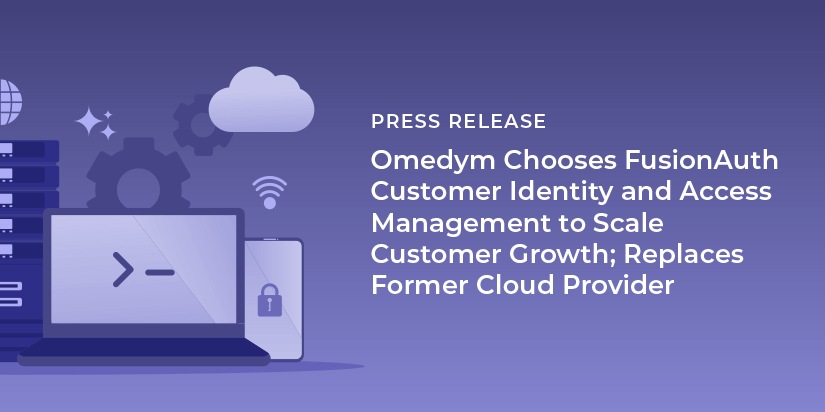 PRESS RELEASE
Omedym Chooses FusionAuth
Customer Identity and Access
Management to Scale
Customer Growth; Replaces
Former Cloud Provider